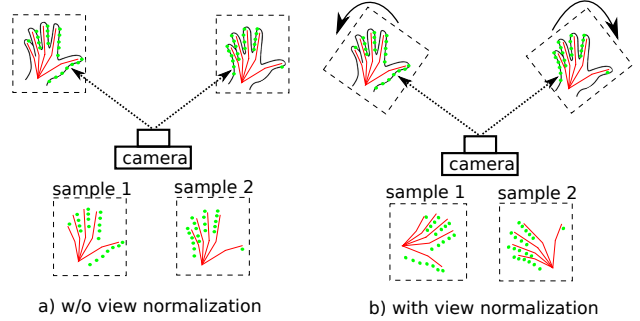 camera
sample 1 sample 2
a) w/o view normalization
camera
sample 1 sample 2
b) with view normalization